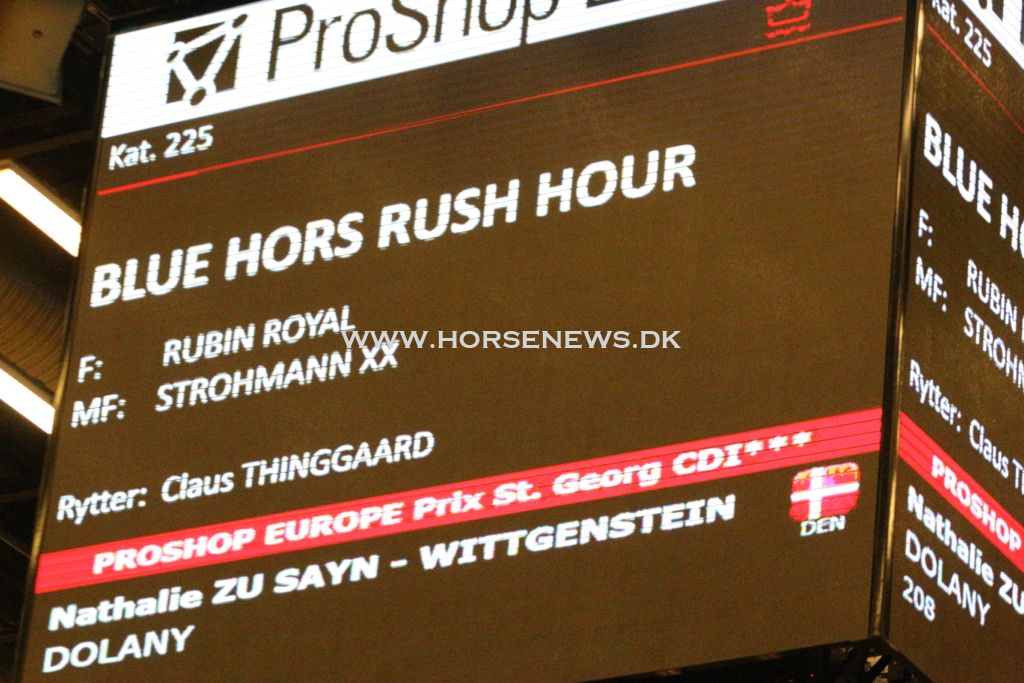 ProShop
Kat. 225
BLUE HORS RUSH HOUR
F: RUBIN ROYAL
MF: STROHMANN XX
WWW.HORSENEWS.DK
Rytter: Claus THINGGAARD
PROSHOP EUROPE Prix St. Georg CDI***
Nathalie ZU SAYN - WITTGENSTEIN
DEN
DOLANY
Kat. 225
BLUE
F: RUBIN
MF:
Rytter: Claus
PROSHOP
Nathalie ZU
DOLANY
208